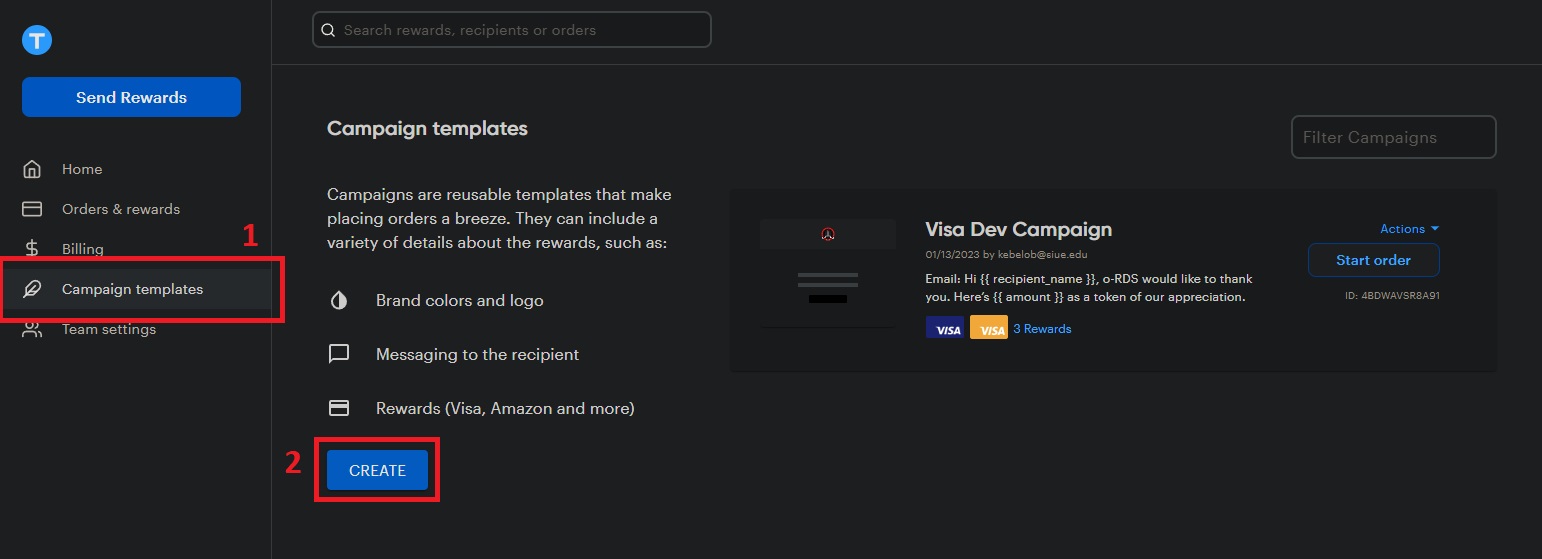 T
Search rewards, recipients or orders
Send Rewards
Home
Orders & rewards
1
Billing
Campaign templates
Team settings
Campaign templates
Filter Campaigns
Campaigns are reusable templates that make
placing orders a breeze. They can include a
variety of details about the rewards, such as:
Brand colors and logo
Messaging to the recipient
Rewards (Visa, Amazon and more)
2
CREATE
Visa Dev Campaign
01/13/2023 by kebelob@siue.edu
Email: Hi {{ recipient_name }}, o-RDS would like to thank
you. Here’s {{ amount }} as a token of our appreciation.
VISA VISA 3 Rewards
Actions
Start order
ID: 4BDWAVSR8A91